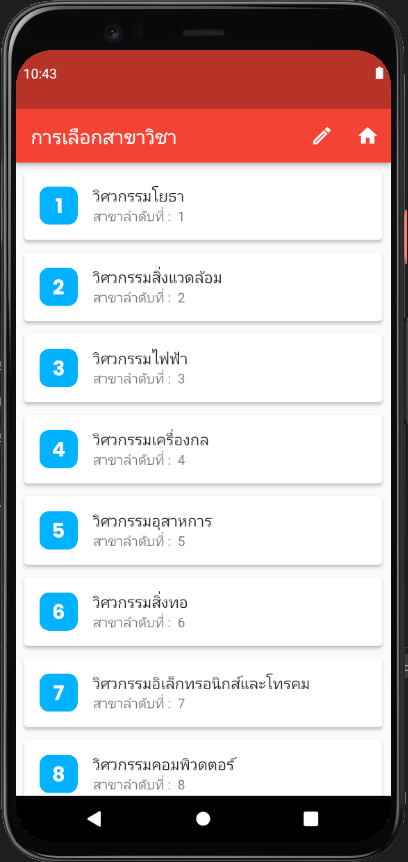 10:43
การเลือกสาขาวิชา
1
วิศวกรรมโยธา
สาขาลำดับที่ : 1
2
วิศวกรรมสิ่งแวดล้อม
สาขาลำดับที่ : 2
3
วิศวกรรมไฟฟ้า
สาขาลำดับที่ : 3
4
วิศวกรรมเครื่องกล
สาขาลำดับที่ : 4
5
วิศวกรรมอุสาหการ
สาขาลำดับที่ : 5
6
วิศวกรรมสิ่งทอ
สาขาลำดับที่ : 6
7
วิศวกรรมอิเล็กทรอนิกส์และโทรคม
สาขาลำดับที่ : 7
8
วิศวกรรมคอมพิวดตอร์
สาขาลำดับที่ : 8